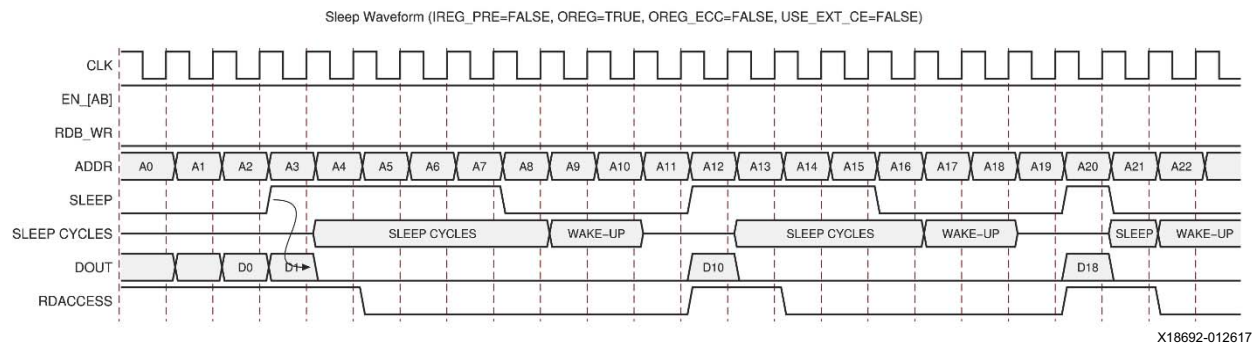 Sleep Waveform (IREG_PRE=FALSE, OREG=TRUE, OREG_ECC=FALSE, USE_EXT_CE=FALSE)
CLK
EN_[AB]
RDB_WR
ADDR A0 A1 A2 A3 A4 A5 A6 A7 A8 A9 A10 A11 A12 A13 A14 A15 A16 A17 A18 A19 A20 A21 A22
SLEEP
SLEEP CYCLES SLEEP CYCLES WAKE-UP SLEEP CYCLES WAKE-UP SLEEP WAKE-UP
DOUT D0 D1 D10 D18
RDACCESS
X18692-012617